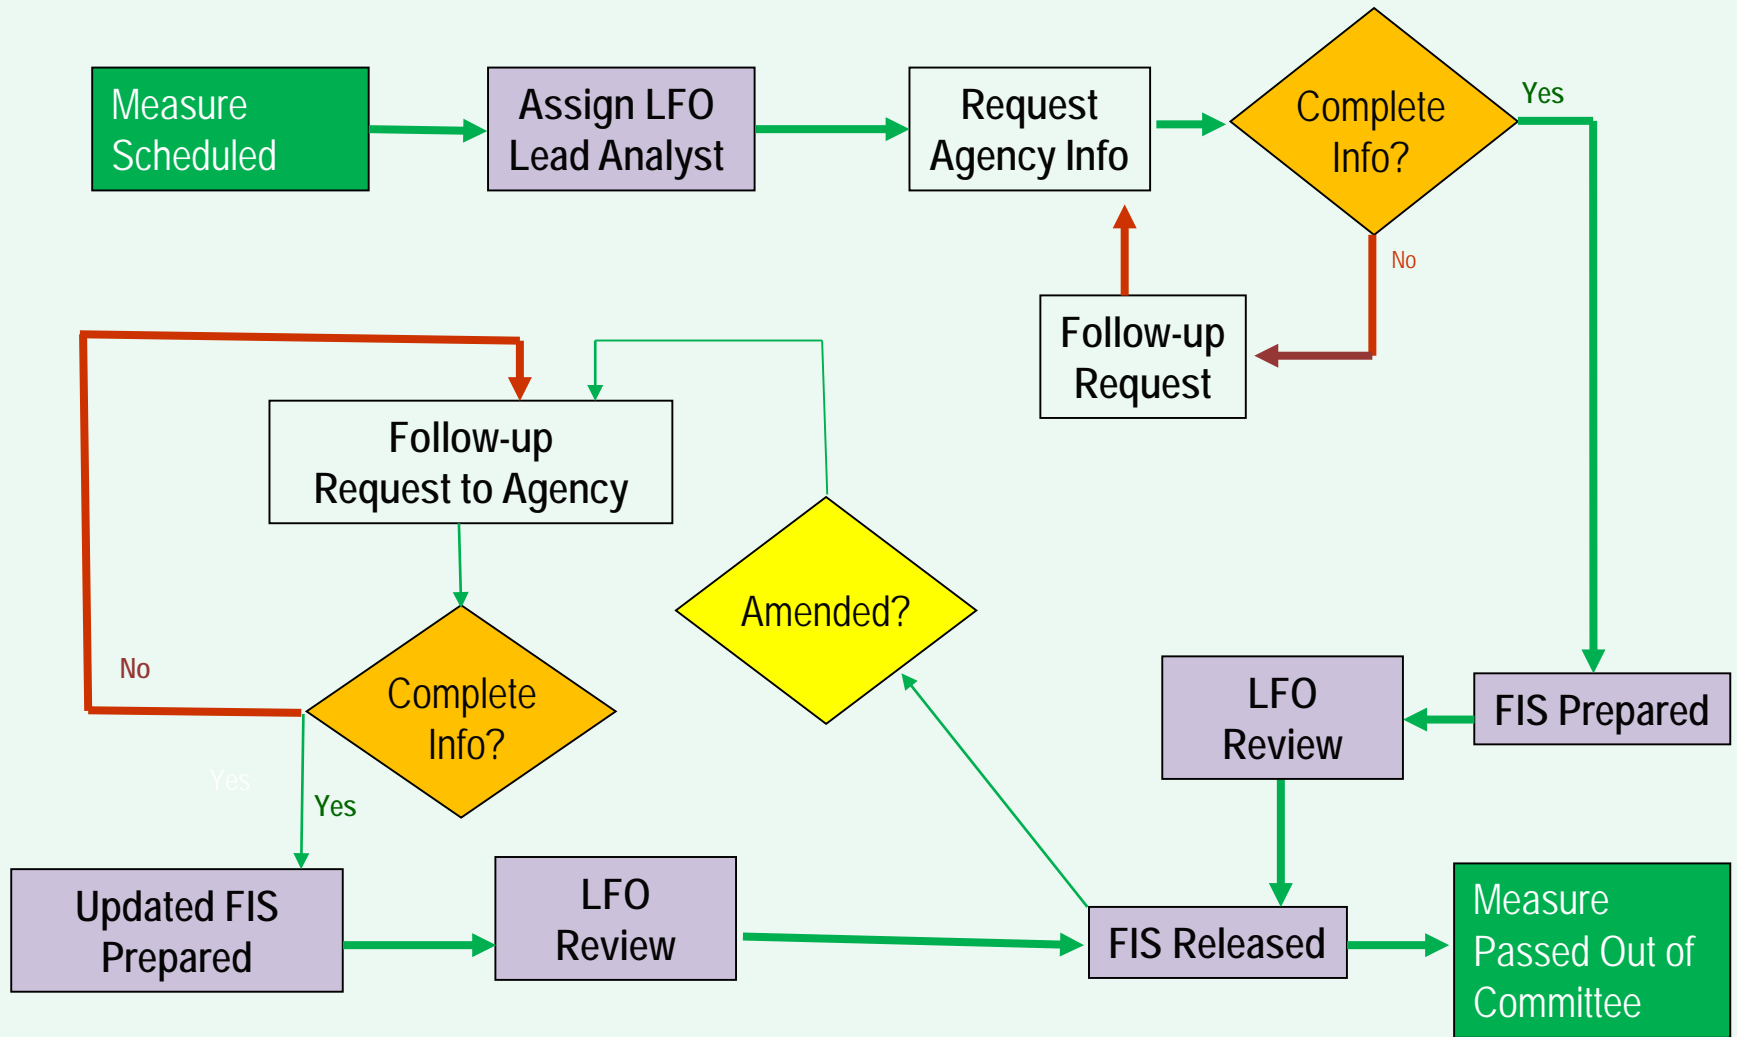 Measure
Scheduled
Assign LFO
Lead Analyst
Request
Agency Info
Complete
Info?
Yes
No
Follow-up
Request
Follow-up
Request to Agency
Amended?
No
Complete
Info?
Yes
Yes
FIS Prepared
LFO
Review
Updated FIS
Prepared
LFO
Review
FIS Released
Measure
Passed Out of
Committee